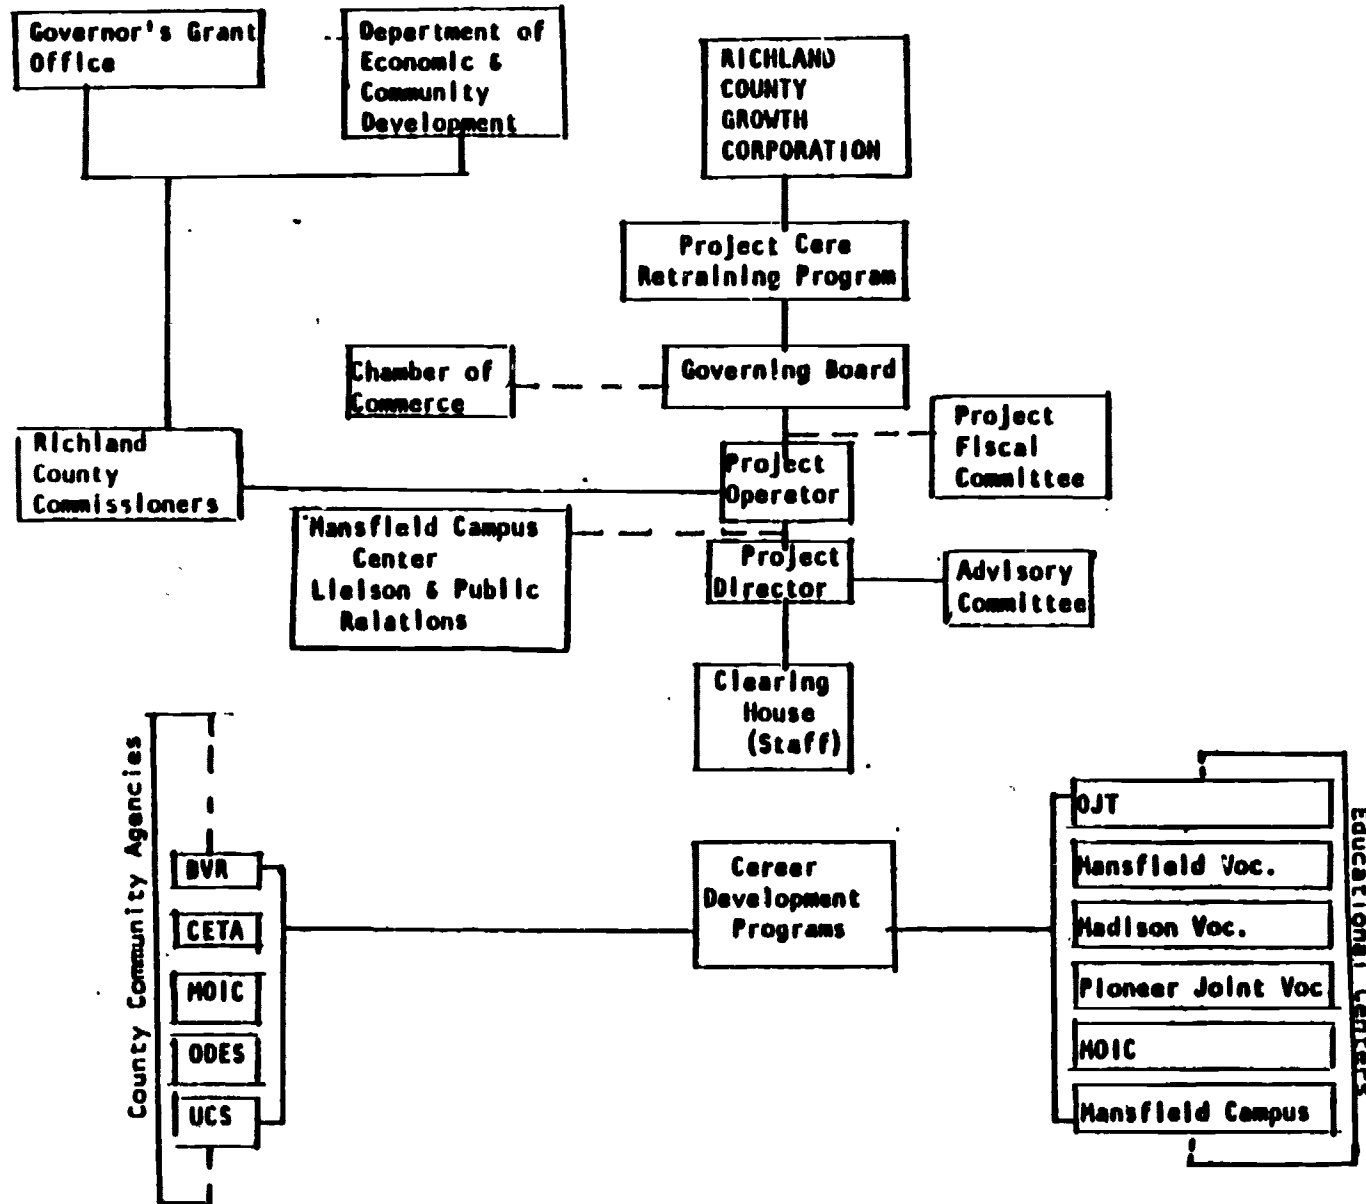 Governor's Grant
Office
Department of
Economic &
Community
Development
RICHLAND
COUNTY
GROWTH
CORPORATION
Project Care
Retraining Program
Chamber of
Commerce
Governing Board
Project
Fiscal
Committee
Richland
County
Commissioners
Project
Operator
Mansfield Campus
Center
Liaison & Public
Relations
Project
Director
Advisory
Committee
Clearing
House
(Staff)
County Community Agencies
BVR
CETA
MOIC
ODES
UCS
Career
Development
Programs
OJT
Mansfield Voc.
Madison Voc.
Pioneer Joint Voc
MOIC
Mansfield Campus
Educational Centers